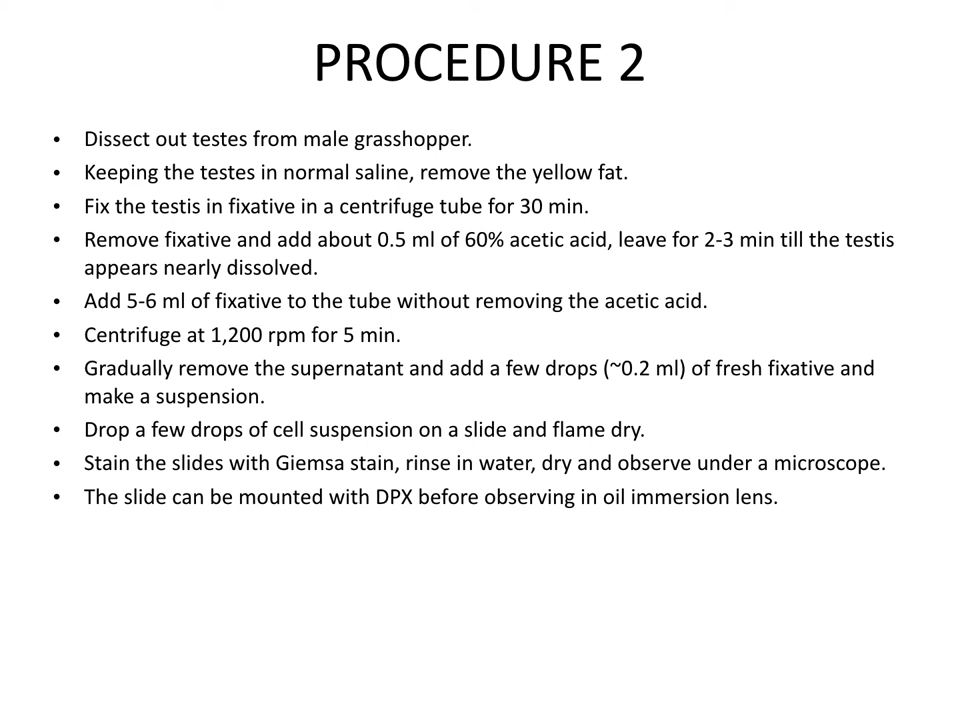 PROCEDURE 2
• Dissect out testes from male grasshopper.
• Keeping the testes in normal saline, remove the yellow fat.
• Fix the testis in fixative in a centrifuge tube for 30 min.
• Remove fixative and add about 0.5 ml of 60% acetic acid, leave for 2-3 min till the testis
appears nearly dissolved.
• Add 5-6 ml of fixative to the tube without removing the acetic acid.
• Centrifuge at 1,200 rpm for 5 min.
• Gradually remove the supernatant and add a few drops (~0.2 ml) of fresh fixative and
make a suspension.
• Drop a few drops of cell suspension on a slide and flame dry.
• Stain the slides with Giemsa stain, rinse in water, dry and observe under a microscope.
• The slide can be mounted with DPX before observing in oil immersion lens.